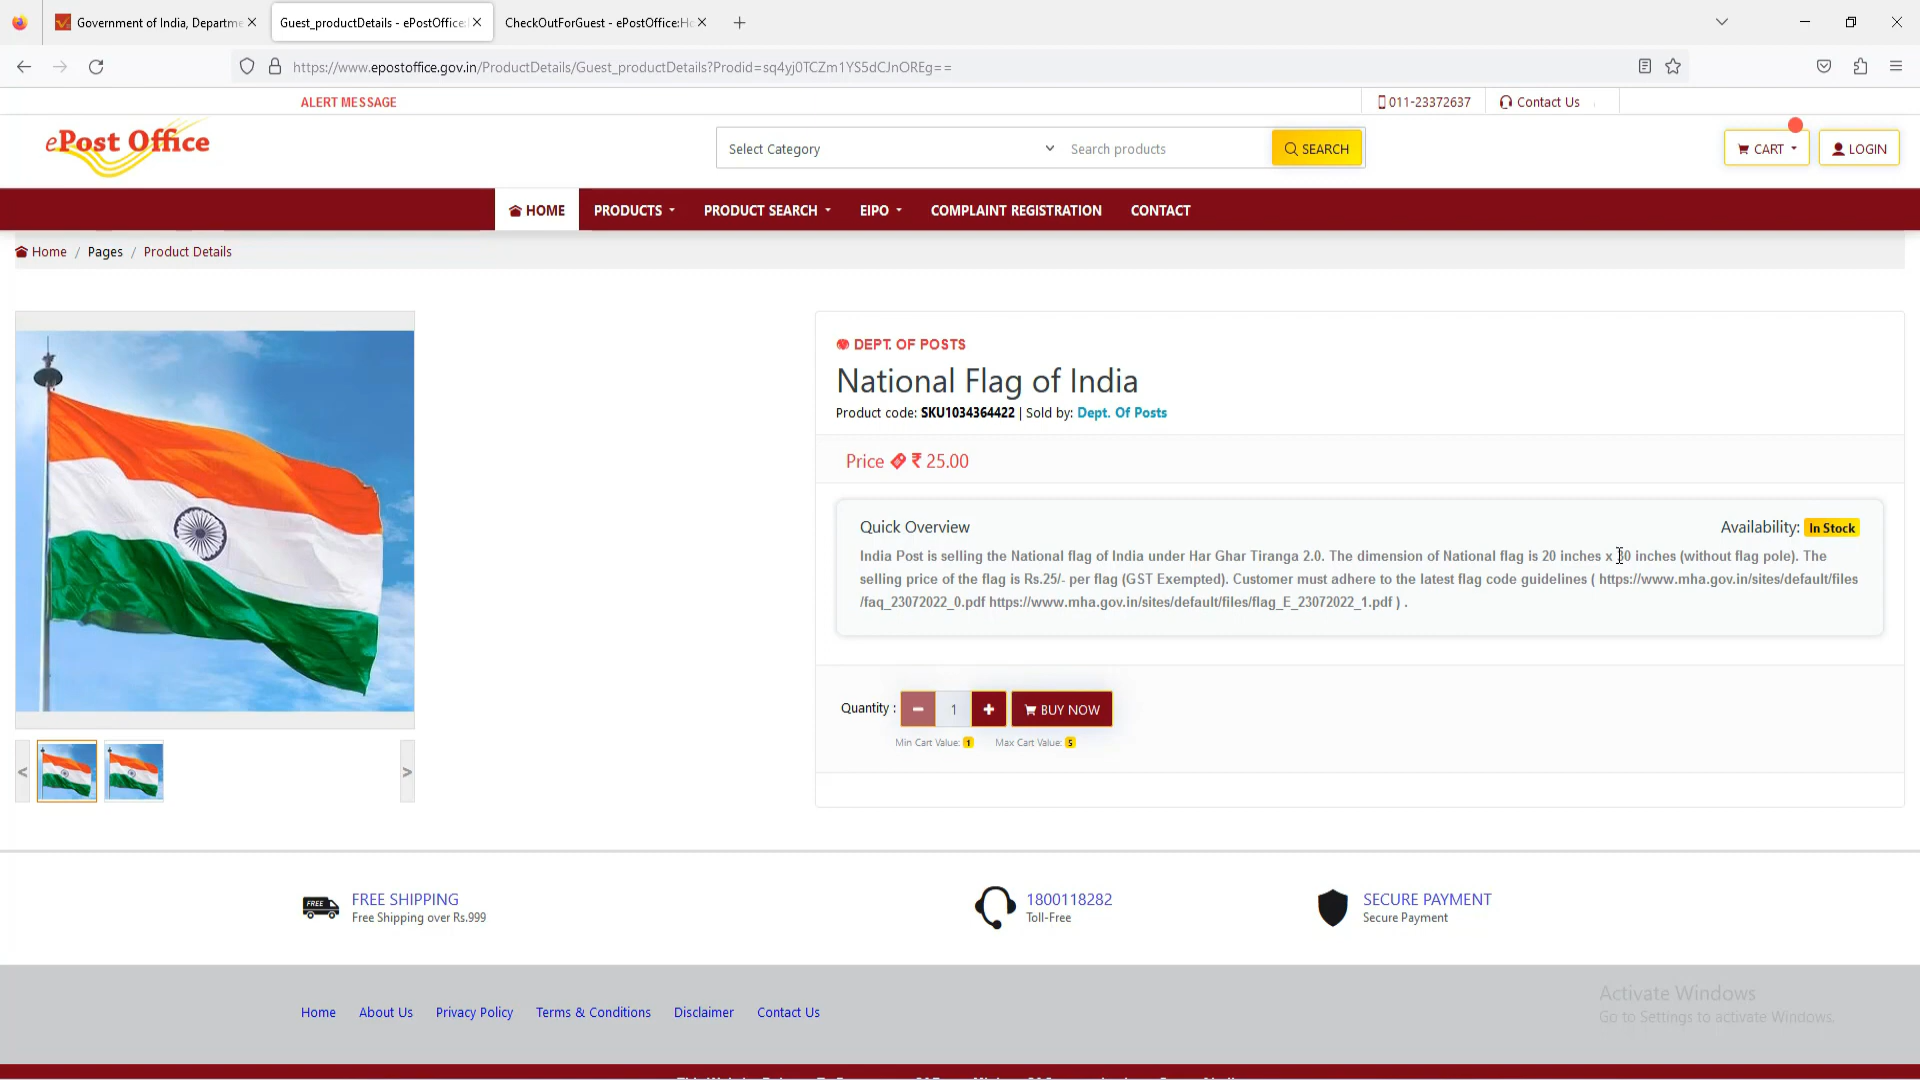 Government of India, Departme
Guest_productDetails - ePostOffice:
CheckOutForGuest - ePostOffice:Ho
https://www.epostoffice.gov.in/ProductDetails/Guest_productDetails?Prodid=sq4yj0TCZm1YS5dCJnOREg==
ALERT MESSAGE
011-23372637
Contact Us
ePost Office
Select Category
Search products
SEARCH
CART
LOGIN
HOME
PRODUCTS
PRODUCT SEARCH
EIPO
COMPLAINT REGISTRATION
CONTACT
Home / Pages / Product Details
DEPT. OF POSTS
National Flag of India
Product code: SKU1034364422 | Sold by: Dept. Of Posts
Price ₹ 25.00
Quick Overview
Availability: In Stock
India Post is selling the National flag of India under Har Ghar Tiranga 2.0. The dimension of National flag is 20 inches x 30 inches (without flag pole). The
selling price of the flag is Rs.25/- per flag (GST Exempted). Customer must adhere to the latest flag code guidelines ( https://www.mha.gov.in/sites/default/files
/faq_23072022_0.pdf https://www.mha.gov.in/sites/default/files/flag_E_23072022_1.pdf ) .
Quantity : − 1 + BUY NOW
Min Cart Value: 1 Max Cart Value: 5
< >
FREE
FREE SHIPPING
Free Shipping over Rs.999
1800118282
Toll-Free
SECURE PAYMENT
Secure Payment
Activate Windows
Go to Settings to activate Windows.
Home
About Us
Privacy Policy
Terms & Conditions
Disclaimer
Contact Us